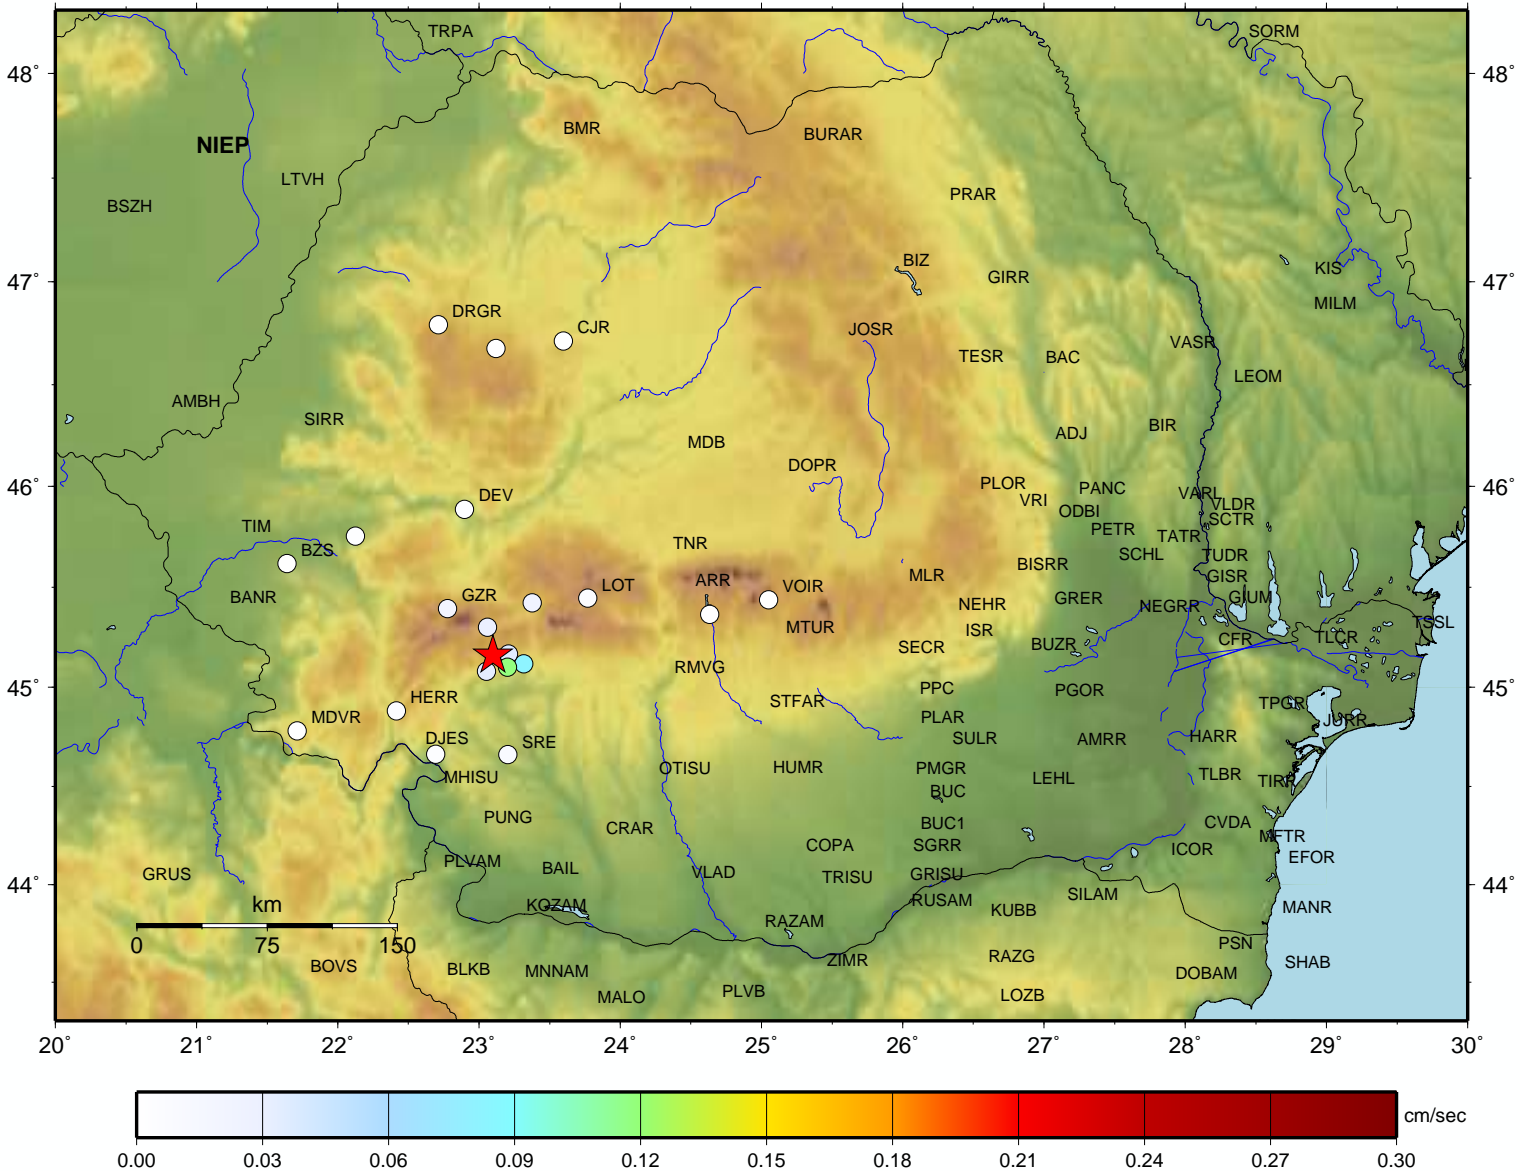 TRPA
SORM
48°
48°
BMR
BURAR
NIEP
LTVH
PRAR
BSZH
BIZ
KIS
47°
GIRR
47°
MILM
DRGR
CJR
JOSR
VASR
TESR
BAC
LEOM
AMBH
SIRR
BIR
ADJ
MDB
DOPR
46°
PLOR
PANC
46°
DEV
VRI
VARL
VLDR
ODBI
SCTR
TIM
PETR
TATR
TNR
BZS
SCHL
TUDR
BISRR
ARR
VOIR
MLR
GISR
LOT
GZR
BANR
NEHR
GRER
NEGRR
GIUM
MTUR
ISR
TSSL
SECR
BUZR
CFR
TLCR
RMVG
45°
HERR
STFAR
PPC
PGOR
TPGR
45°
MDVR
PLAR
JURR
DJES
SRE
SULR
AMRR
HARR
MHISU
OTISU
HUMR
PMGR
LEHL
TLBR
TIRR
BUC
PUNG
CRAR
BUC1
CVDA
MFTR
COPA
SGRR
ICOR
EFOR
PLVAM
BAIL
GRUS
VLAD
TRISU
GRISU
44°
SILAM
44°
km
KOZAM
RUSAM
KUBB
MANR
0 75 150
RAZAM
PSN
BOVS
BLKB
MNNAM
ZIMR
RAZG
DOBAM
SHAB
MALO
PLVB
LOZB
20° 21° 22° 23° 24° 25° 26° 27° 28° 29° 30°
cm/sec
0.00 0.03 0.06 0.09 0.12 0.15 0.18 0.21 0.24 0.27 0.30